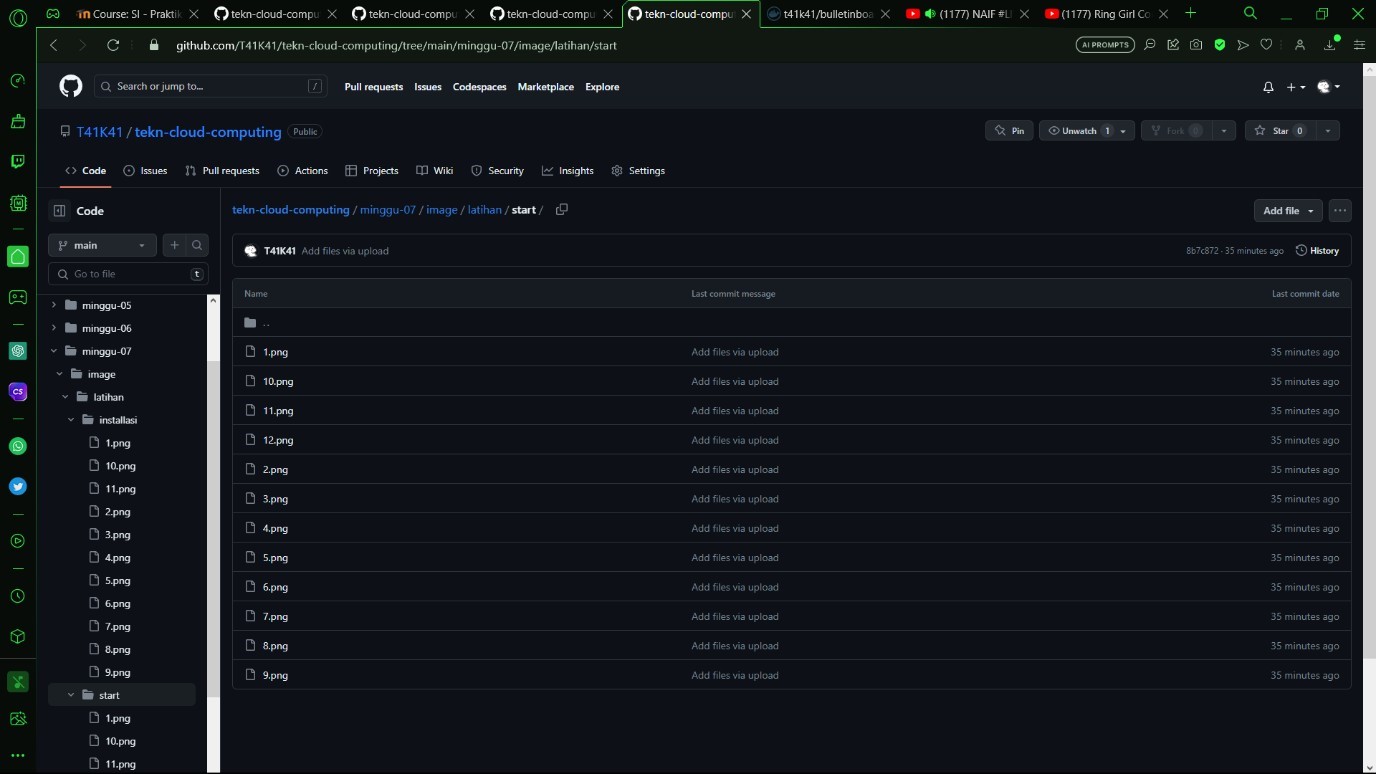 Course: SI - Praktik
tekn-cloud-compu
tekn-cloud-compu
tekn-cloud-compu
tekn-cloud-compu
t41k41/bulletinboa
(1177) NAIF #LI
(1177) Ring Girl Co
github.com/T41K41/tekn-cloud-computing/tree/main/minggu-07/image/latihan/start
AI PROMPTS
Search or jump to... /
Pull requests Issues Codespaces Marketplace Explore
T41K41 / tekn-cloud-computing Public
Pin Unwatch 1 Fork 0 Star 0
Code Issues Pull requests Actions Projects Wiki Security Insights Settings
Code
main
Go to file t
minggu-05
minggu-06
minggu-07
image
latihan
installasi
1.png
10.png
11.png
2.png
3.png
4.png
5.png
6.png
7.png
8.png
9.png
start
1.png
10.png
11.png
tekn-cloud-computing / minggu-07 / image / latihan / start /
Add file
T41K41 Add files via upload 8b7c872 · 35 minutes ago History
Name Last commit message Last commit date
..
1.png Add files via upload 35 minutes ago
10.png Add files via upload 35 minutes ago
11.png Add files via upload 35 minutes ago
12.png Add files via upload 35 minutes ago
2.png Add files via upload 35 minutes ago
3.png Add files via upload 35 minutes ago
4.png Add files via upload 35 minutes ago
5.png Add files via upload 35 minutes ago
6.png Add files via upload 35 minutes ago
7.png Add files via upload 35 minutes ago
8.png Add files via upload 35 minutes ago
9.png Add files via upload 35 minutes ago
CS